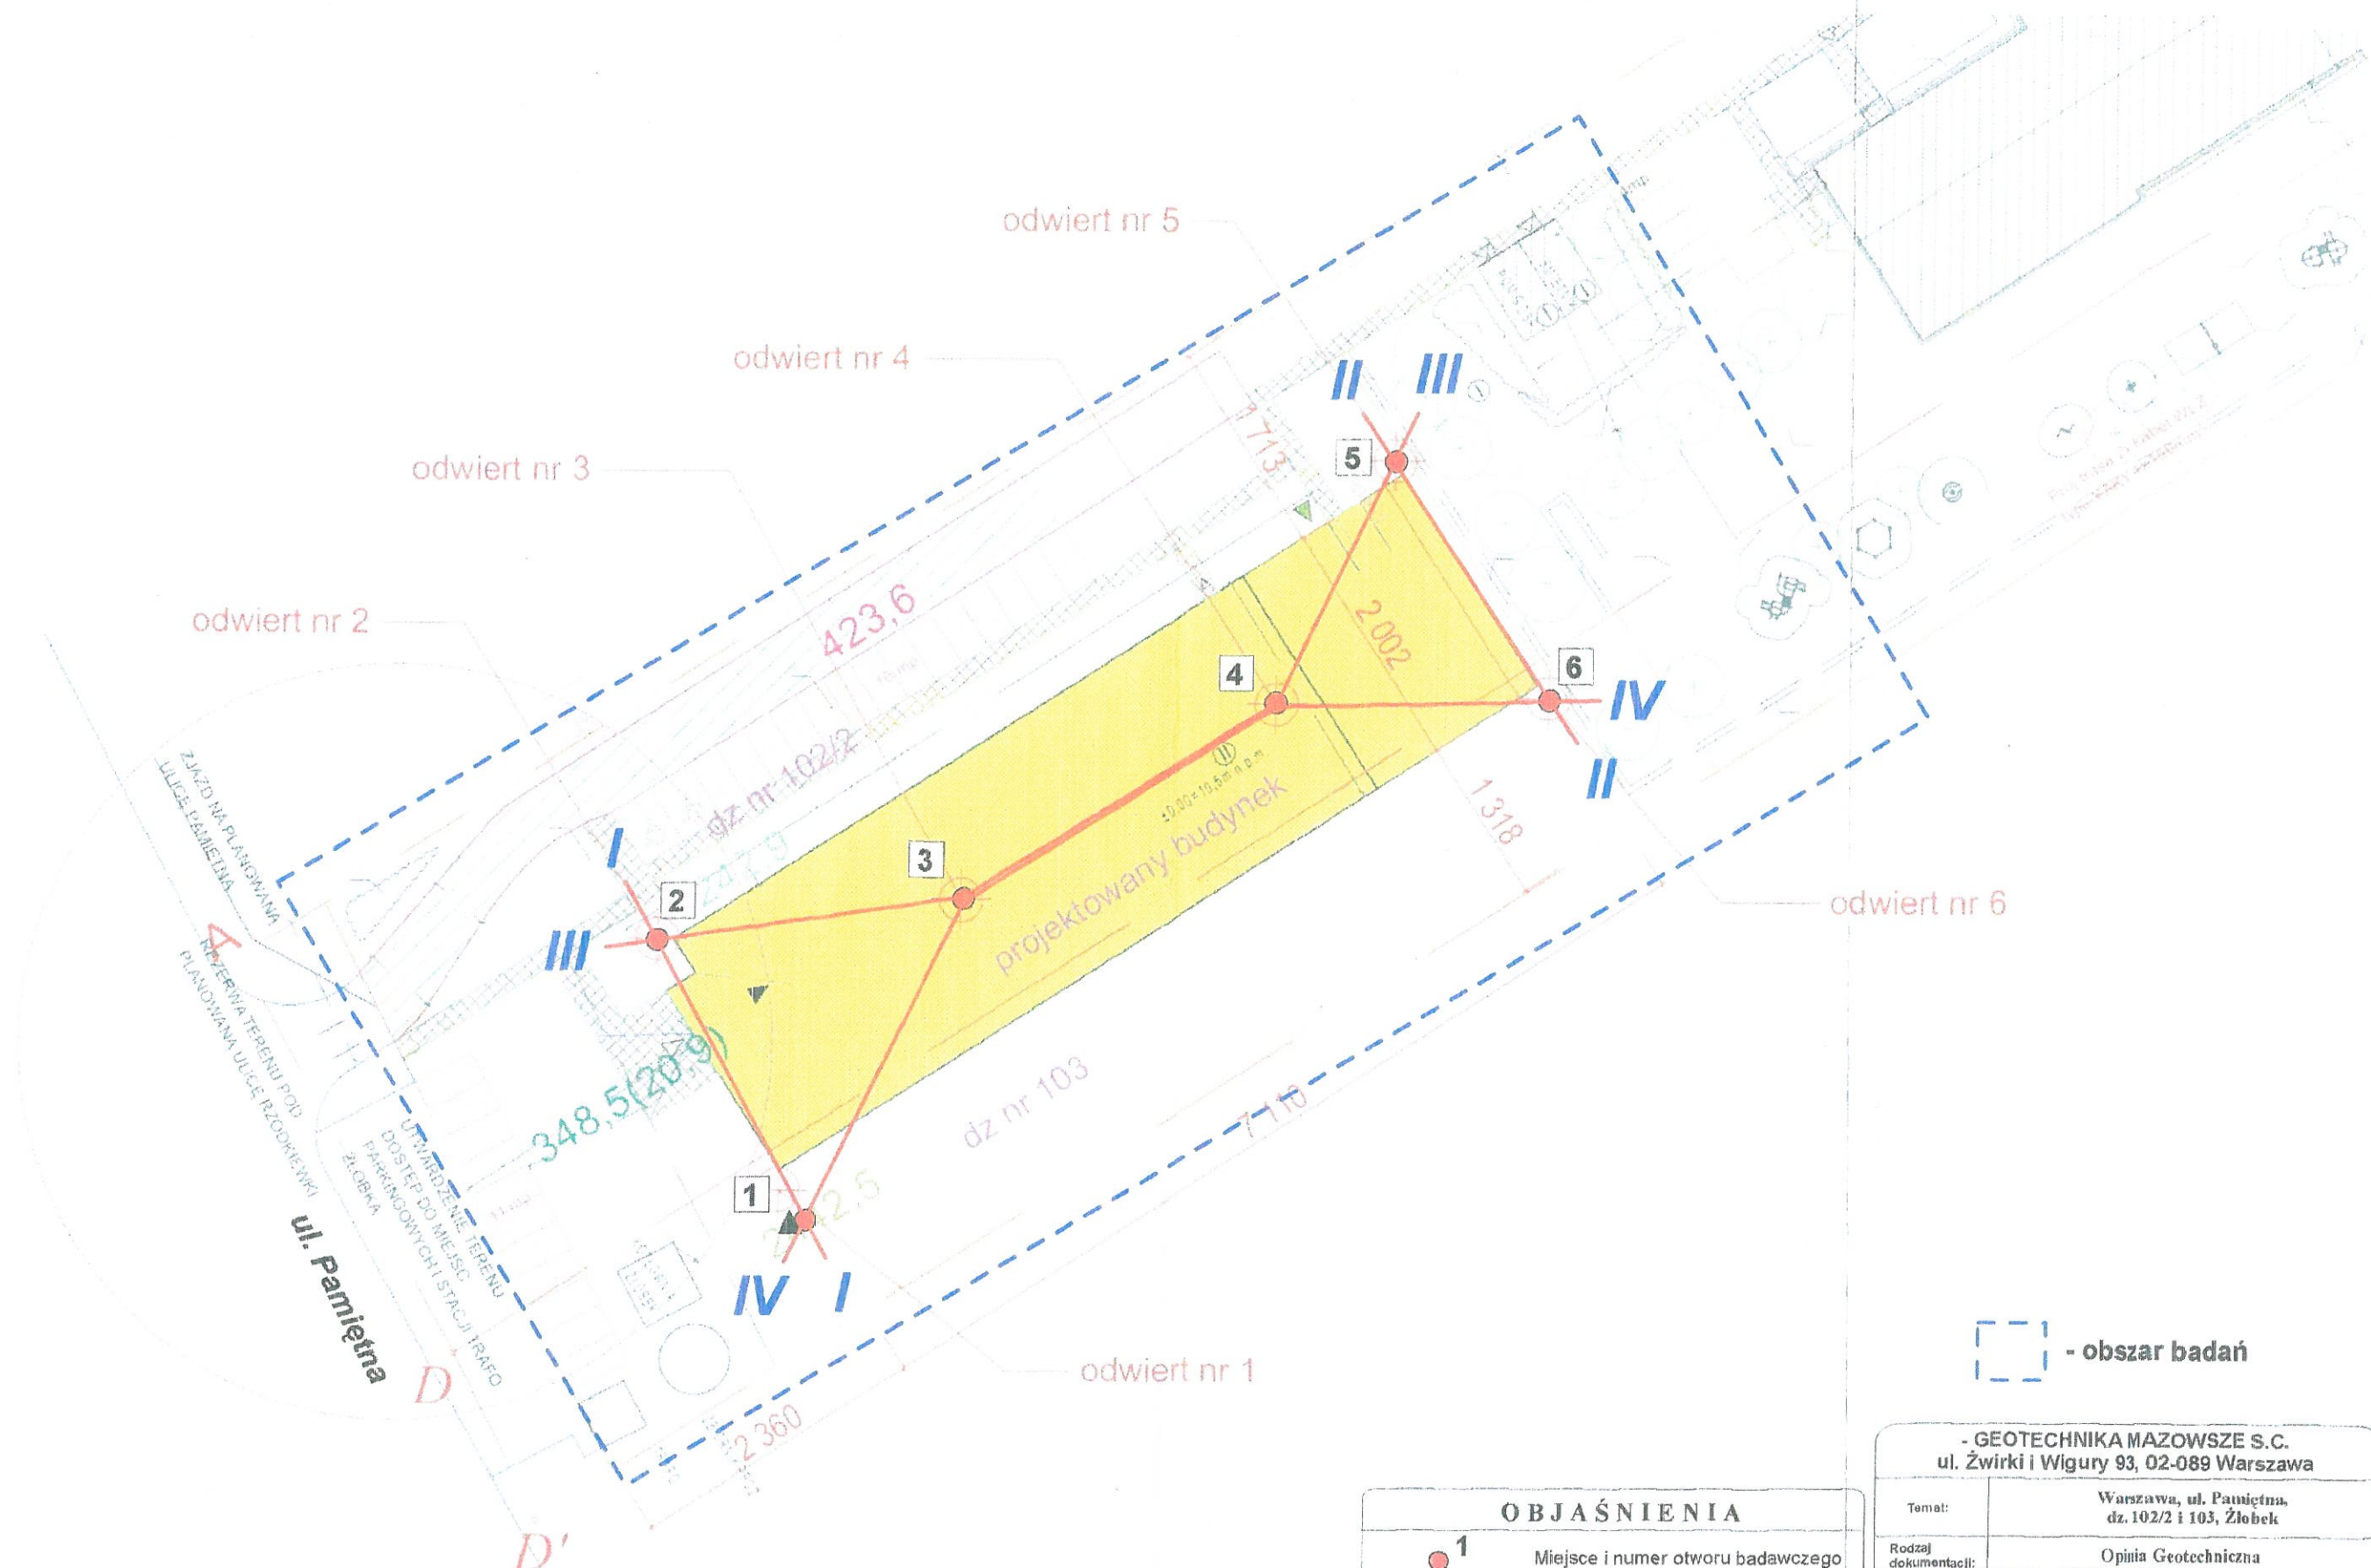 odwiert nr 5
odwiert nr 4
odwiert nr 3
odwiert nr 2
II
III
5
1 713
423,6
2 002
4
6
IV
II
dz nr 102/2
projektowany budynek
1 318
I
3
2
III
odwiert nr 6
ZJAZD NA PLANOWANĄ
ULICĘ PAMIĘTNĄ
A
REZERWA TERENU POD
PLANOWANĄ ULICĘ RZODKIEWKI
348,5(20,9)
dz nr 103
7 110
UTWARDZENIE TERENU
DOSTĘP DO MIEJSC
PARKINGOWYCH I STACJI TRAFO
ŻŁOBKA
1
ul. Pamiętna
IV
I
odwiert nr 1
D
2 360
D'
- obszar badań
- GEOTECHNIKA MAZOWSZE S.C.
ul. Żwirki i Wigury 93, 02-089 Warszawa
Temat:
Warszawa, ul. Pamiętna,
dz. 102/2 i 103, Żłobek
Rodzaj
dokumentacji:
Opinia Geotechniczna
OBJAŚNIENIA
1
Miejsce i numer otworu badawczego